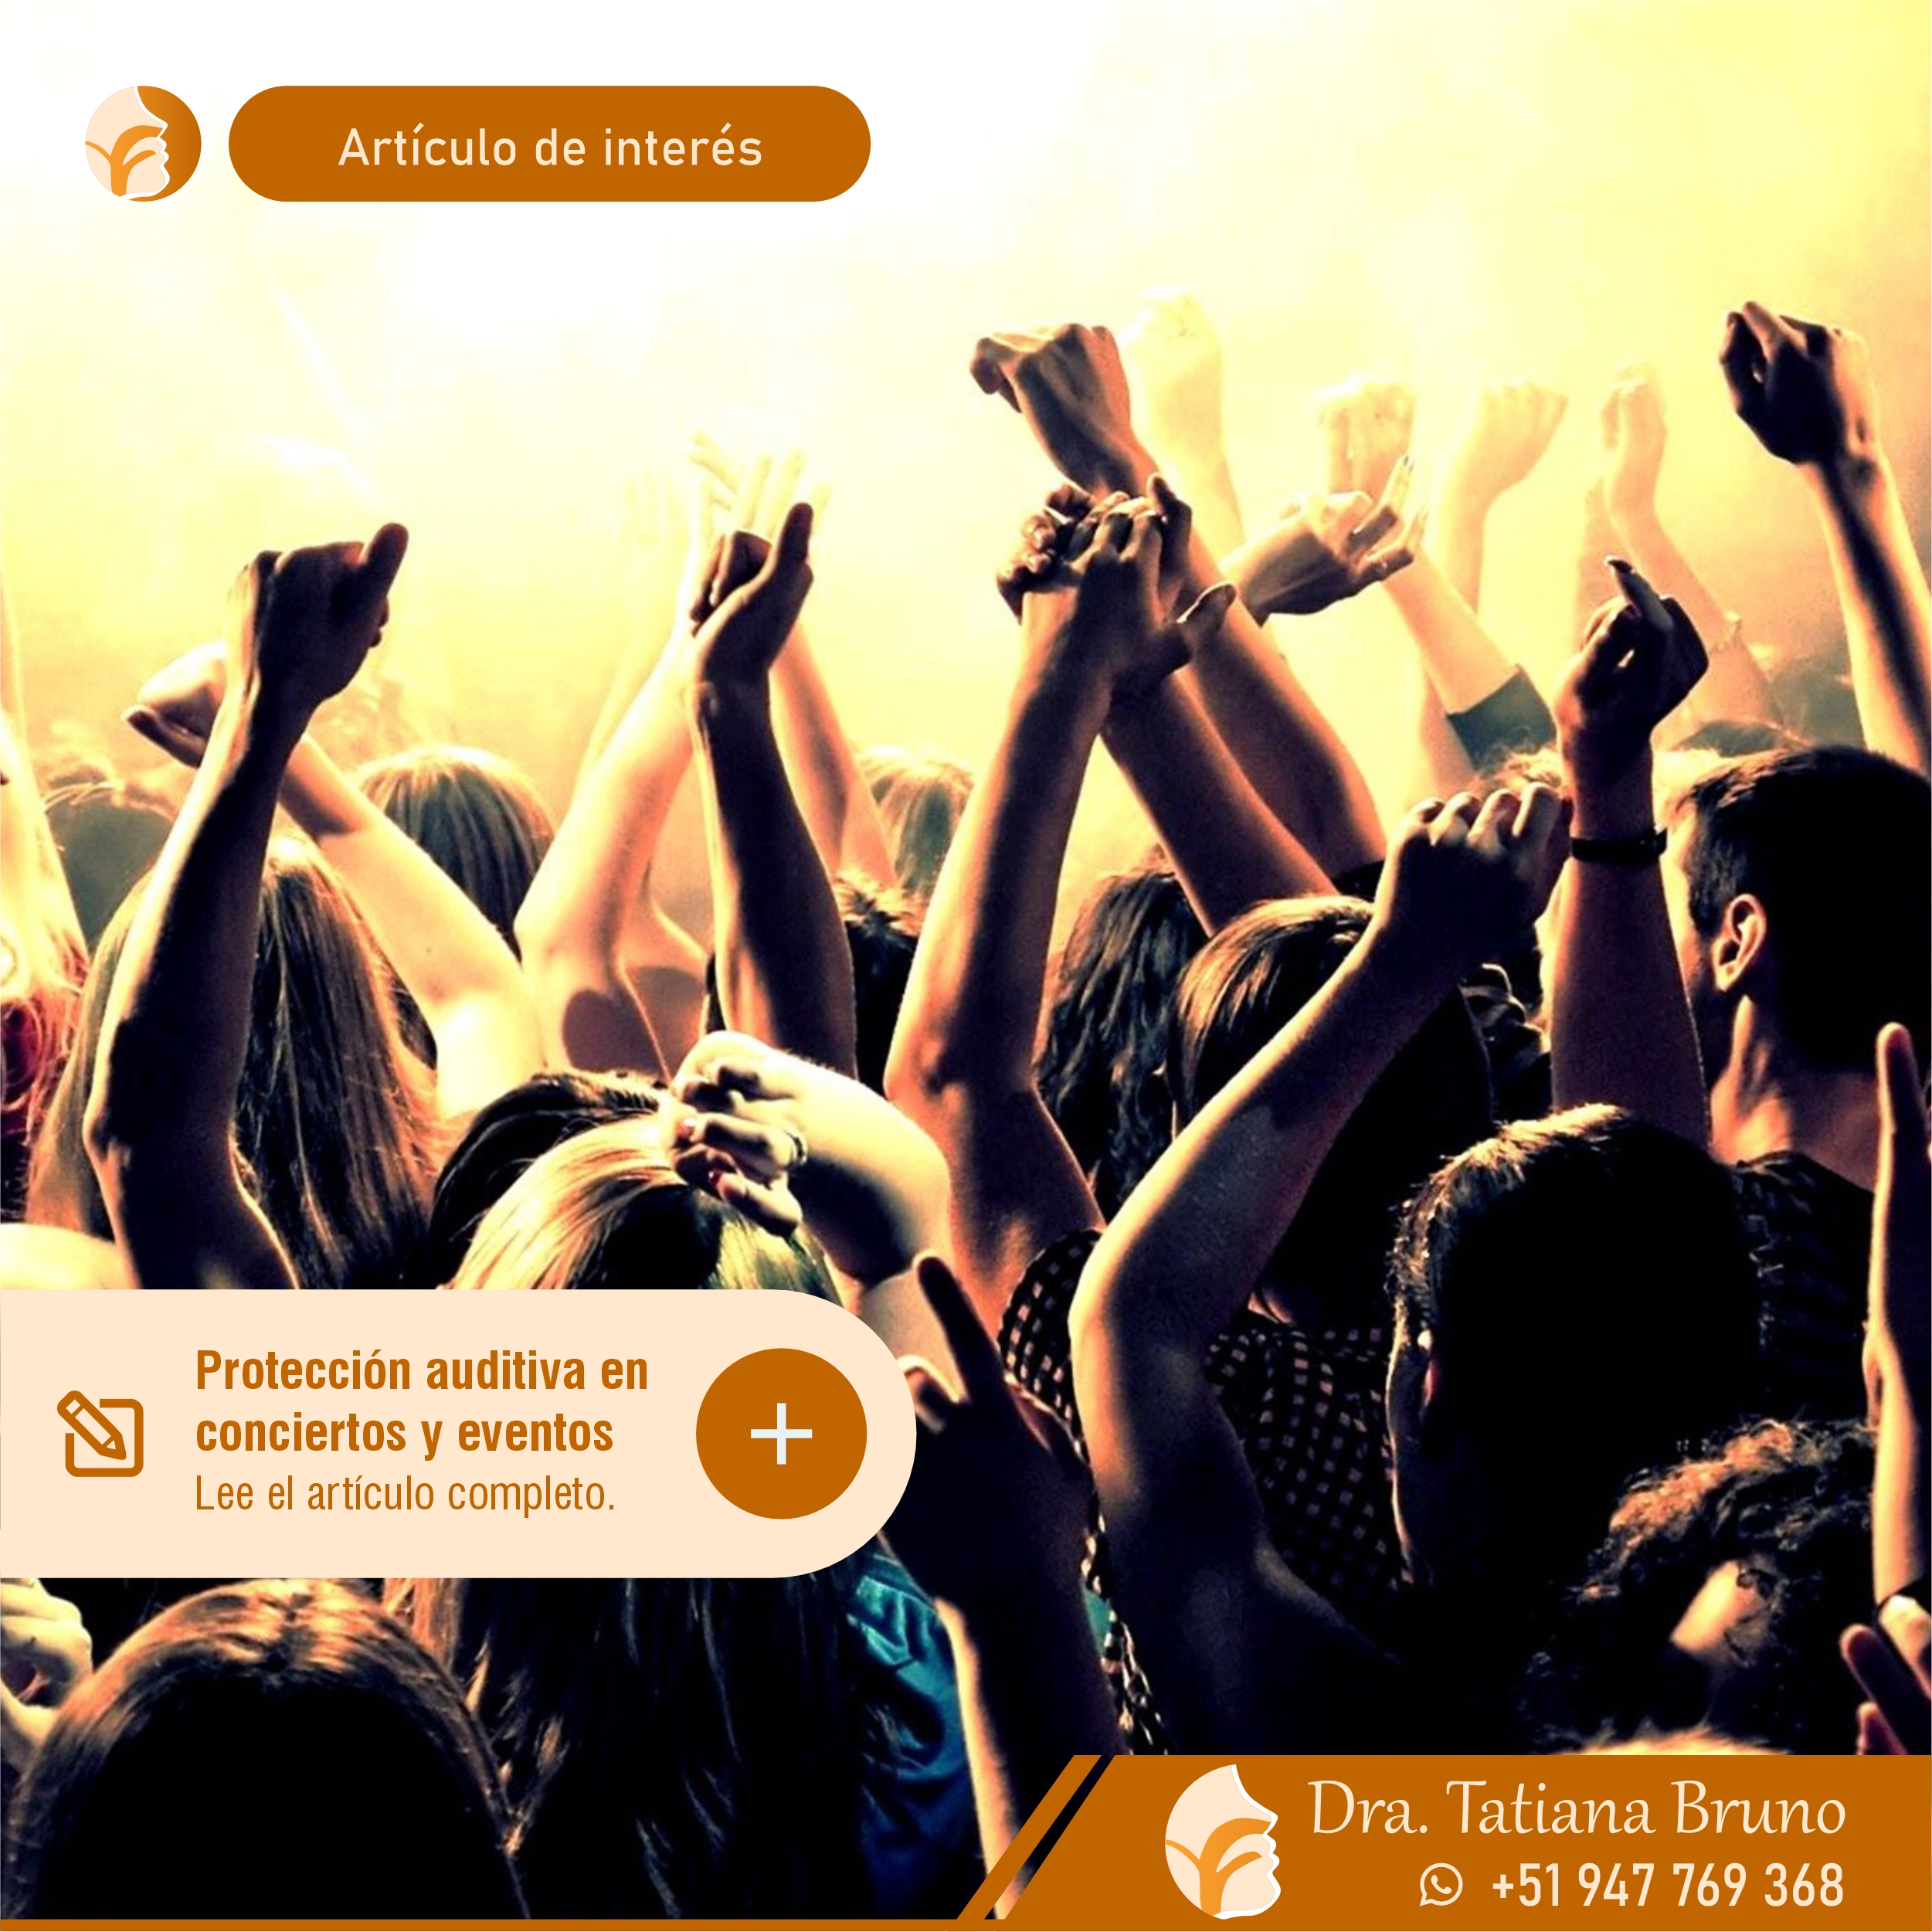 Artículo de interés
Protección auditiva en
conciertos y eventos
Lee el artículo completo.
Dra. Tatiana Bruno
+51 947 769 368